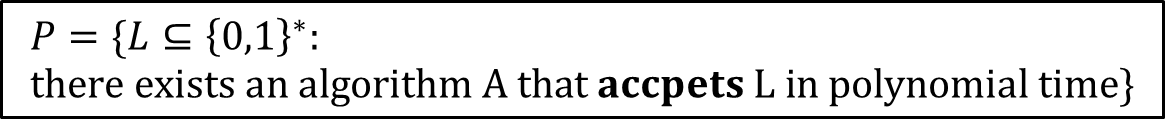 P = {L ⊆ {0,1}*:
there exists an algorithm A that accpets L in polynomial time}